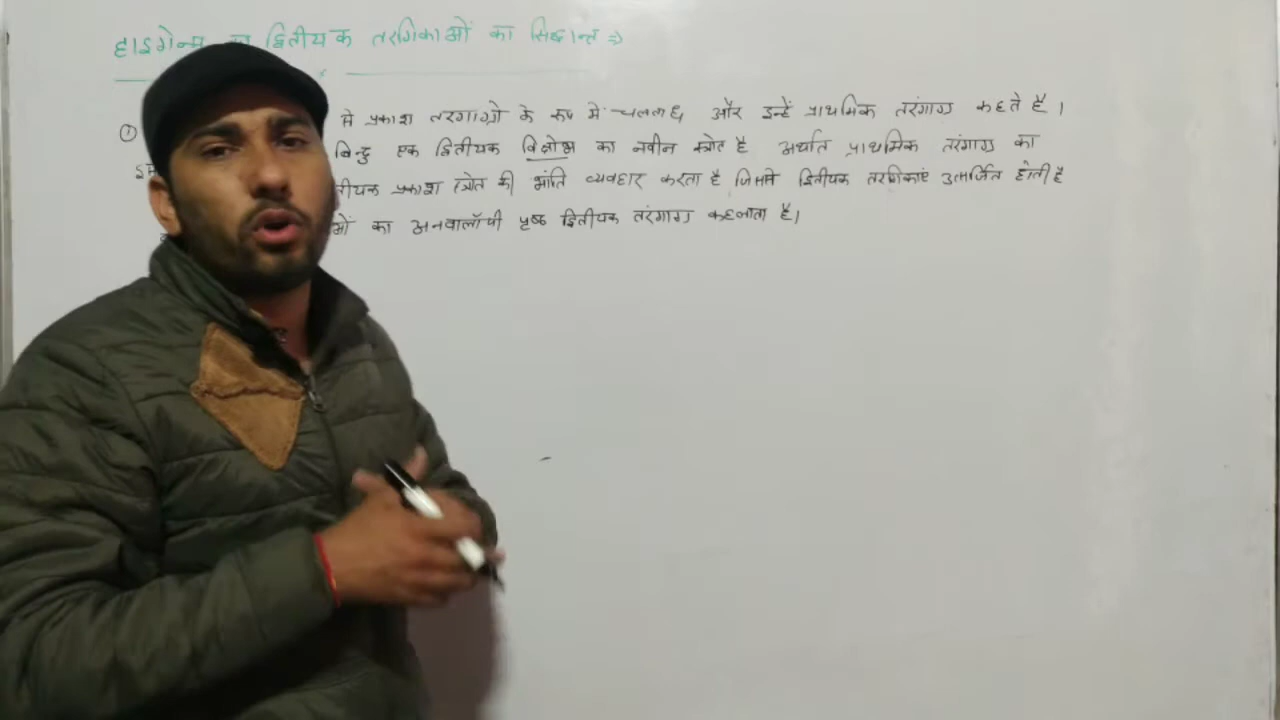 हाइगेन्स का द्वितीयक तरंगिकाओं का सिद्धान्त ⇒
① में प्रकाश तरंगाग्रो के रूप में चलता है, और इन्हें प्राथमिक तरंगाग्र कहते है।
बिन्दु एक द्वितीयक विक्षोभ का नवीन स्त्रोत है अर्थात प्राथमिक तरंगाग्र का
प्रकाश स्त्रोत की भांति व्यवहार करता है जिससे द्वितीयक तरंगिकाएं उत्सर्जित होती है
का अनवालॉपी पृष्ठ द्वितीयक तरंगाग्र कहलाता है।